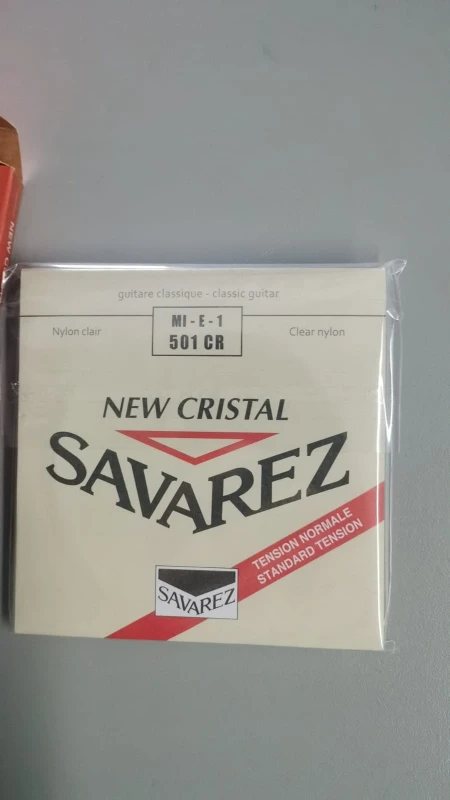 guitare classique - classic guitar
MI - E - 1
501 CR
Nylon clair
Clear nylon
NEW CRISTAL
SAVAREZ
TENSION NORMALE
STANDARD TENSION
SAVAREZ
NEW C